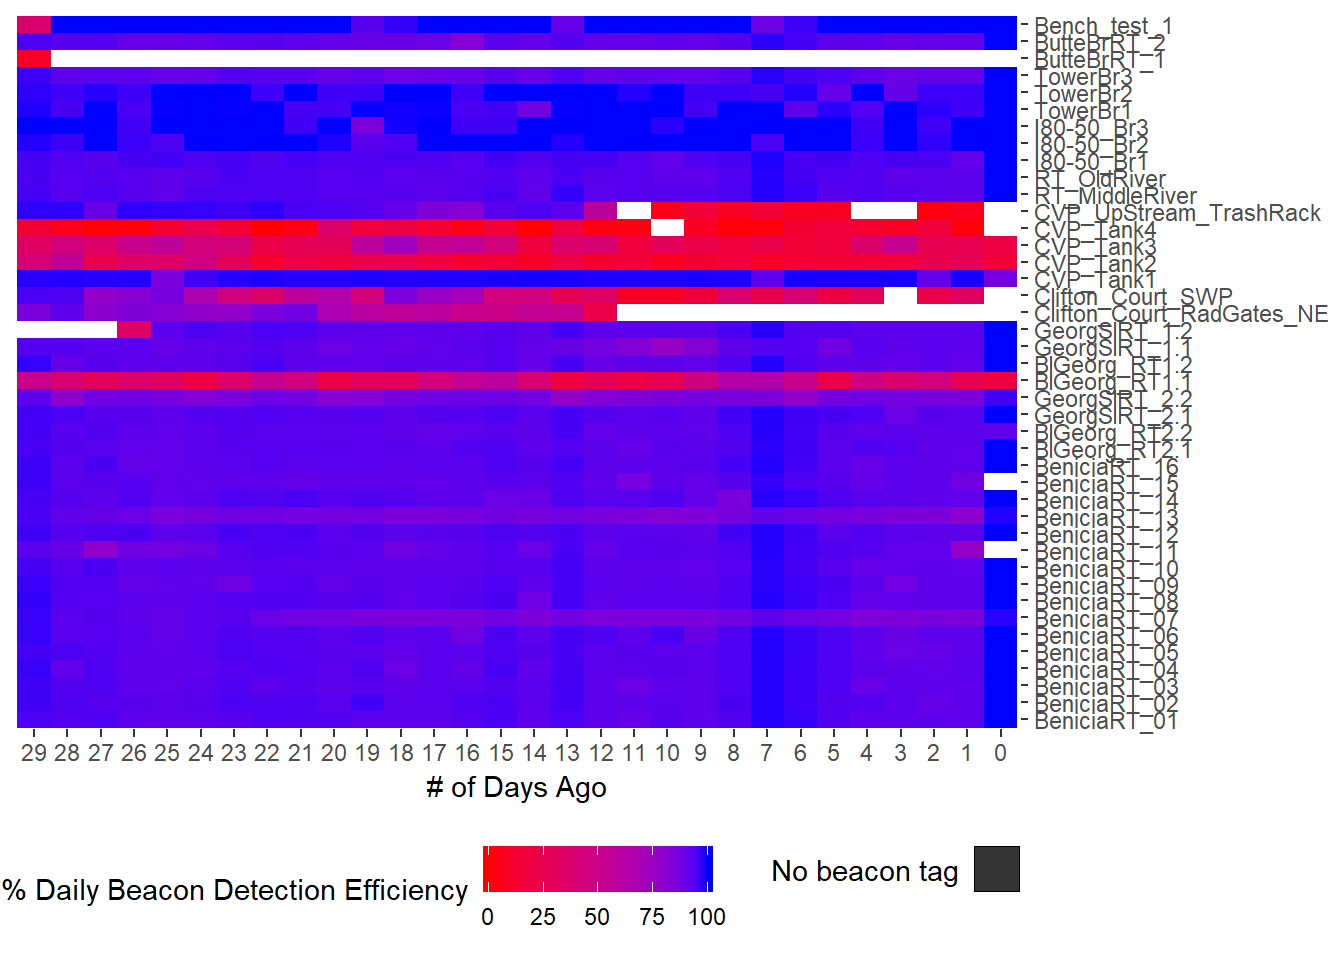 Bench_test_1
ButteBrRT_2
ButteBrRT_1
TowerBr3
TowerBr2
TowerBr1
I80-50_Br3
I80-50_Br2
I80-50_Br1
RT_OldRiver
RT_MiddleRiver
CVP_UpStream_TrashRack
CVP_Tank4
CVP_Tank3
CVP_Tank2
CVP_Tank1
Clifton_Court_SWP
Clifton_Court_RadGates_NE
GeorgSlRT_1.2
GeorgSlRT_1.1
BlGeorg_RT1.2
BlGeorg_RT1.1
GeorgSlRT_2.2
GeorgSlRT_2.1
BlGeorg_RT2.2
BlGeorg_RT2.1
BeniciaRT_16
BeniciaRT_15
BeniciaRT_14
BeniciaRT_13
BeniciaRT_12
BeniciaRT_11
BeniciaRT_10
BeniciaRT_09
BeniciaRT_08
BeniciaRT_07
BeniciaRT_06
BeniciaRT_05
BeniciaRT_04
BeniciaRT_03
BeniciaRT_02
BeniciaRT_01
29 28 27 26 25 24 23 22 21 20 19 18 17 16 15 14 13 12 11 10 9 8 7 6 5 4 3 2 1 0
# of Days Ago
% Daily Beacon Detection Efficiency
0 25 50 75 100
No beacon tag